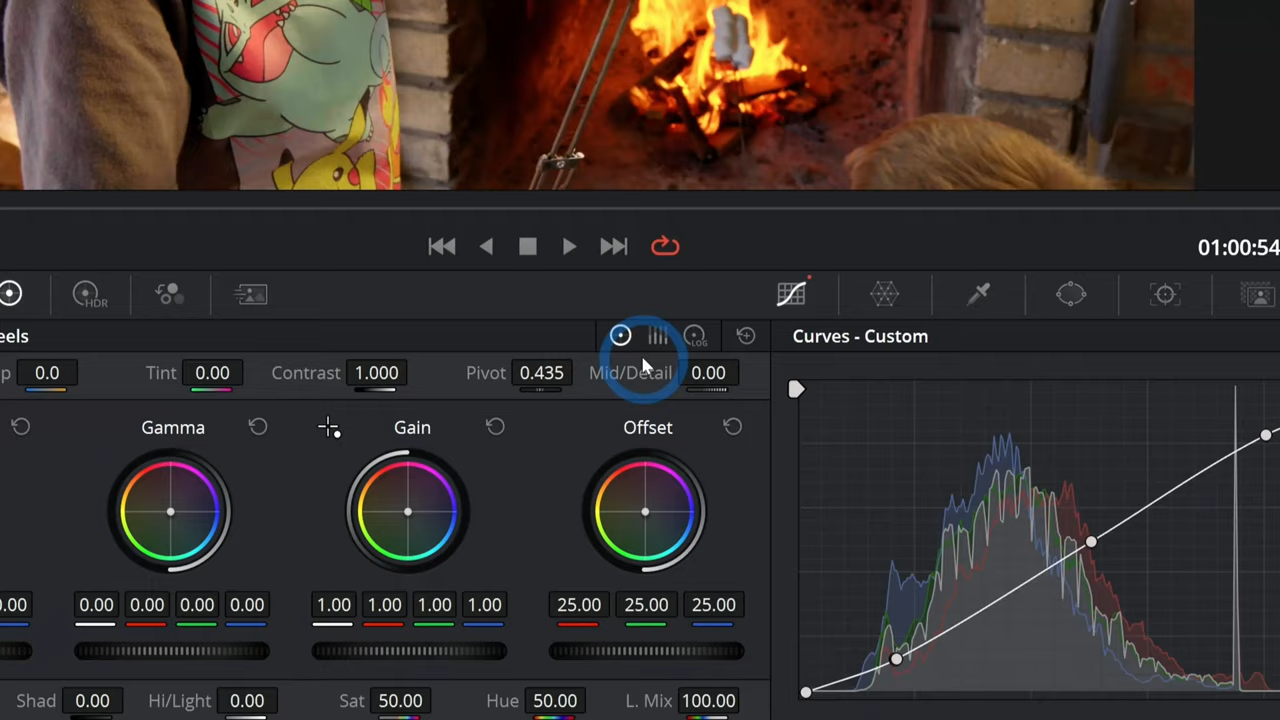 01:00:54
HDR
eels
LOG
Curves - Custom
p 0.0 Tint 0.00 Contrast 1.000 Pivot 0.435 Mid/Detail 0.00
Gamma Gain Offset
0.00 0.00 0.00 0.00 0.00 1.00 1.00 1.00 1.00 25.00 25.00 25.00
Shad 0.00 Hi/Light 0.00 Sat 50.00 Hue 50.00 L. Mix 100.00